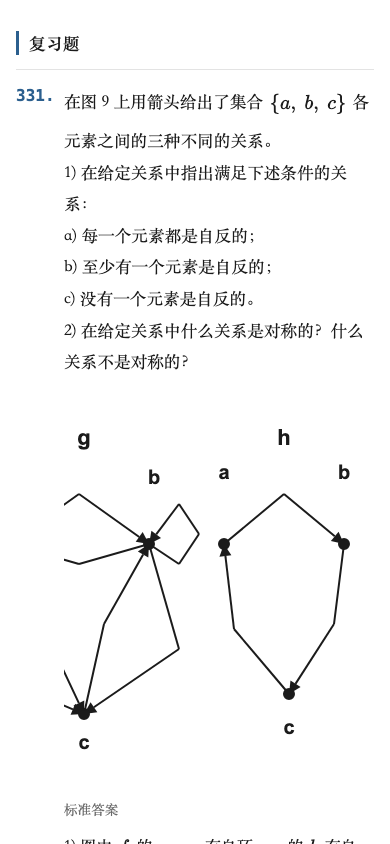 复习题
331. 在图 9 上用箭头给出了集合 {a, b, c} 各
元素之间的三种不同的关系。
1) 在给定关系中指出满足下述条件的关
系：
a) 每一个元素都是自反的；
b) 至少有一个元素是自反的；
c) 没有一个元素是自反的。
2) 在给定关系中什么关系是对称的？什么
关系不是对称的？
g h
b a b
c c
标准答案